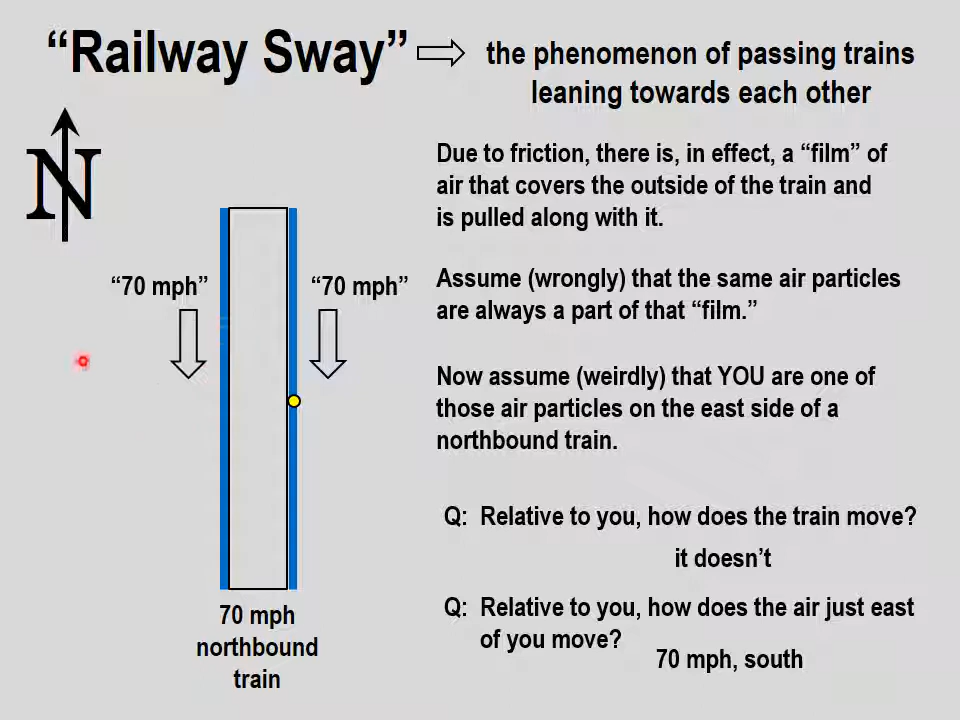 “Railway Sway”
the phenomenon of passing trains
leaning towards each other
N
Due to friction, there is, in effect, a “film” of
air that covers the outside of the train and
is pulled along with it.
“70 mph”
“70 mph”
Assume (wrongly) that the same air particles
are always a part of that “film.”
Now assume (weirdly) that YOU are one of
those air particles on the east side of a
northbound train.
Q: Relative to you, how does the train move?
it doesn’t
Q: Relative to you, how does the air just east
of you move?
70 mph, south
70 mph
northbound
train